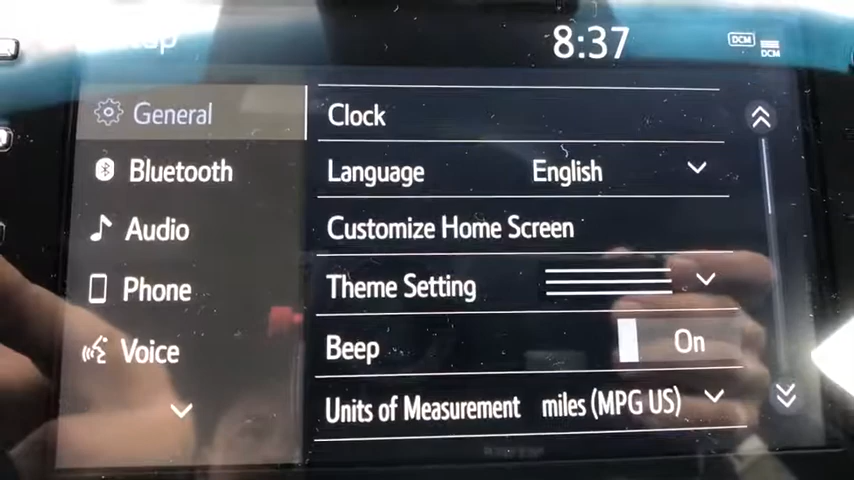 8:37
DCM
DCM
General
Bluetooth
Audio
Phone
Voice
Clock
Language English
Customize Home Screen
Theme Setting
Beep On
Units of Measurement miles (MPG US)